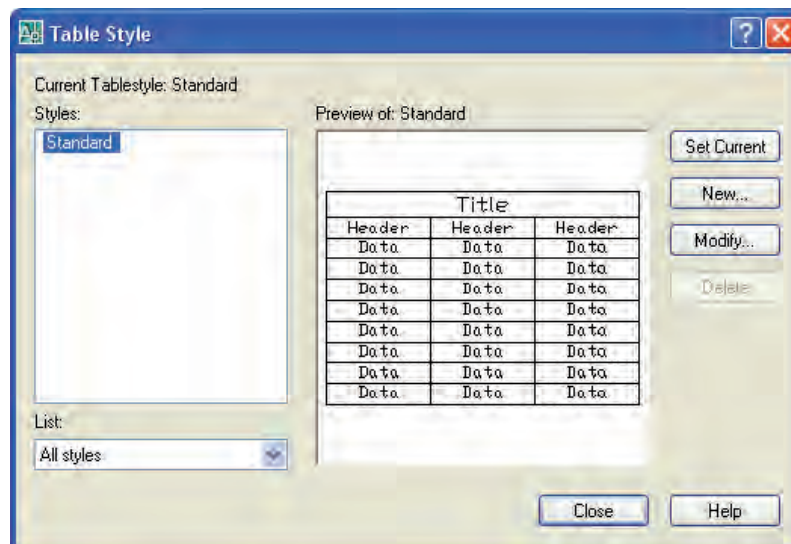 Table Style
Current Tablestyle: Standard
Styles:
Standard
List:
All styles
Preview of: Standard
Title
Header Header Header
Data Data Data
Data Data Data
Data Data Data
Data Data Data
Data Data Data
Data Data Data
Data Data Data
Data Data Data
Set Current
New...
Modify...
Delete
Close
Help